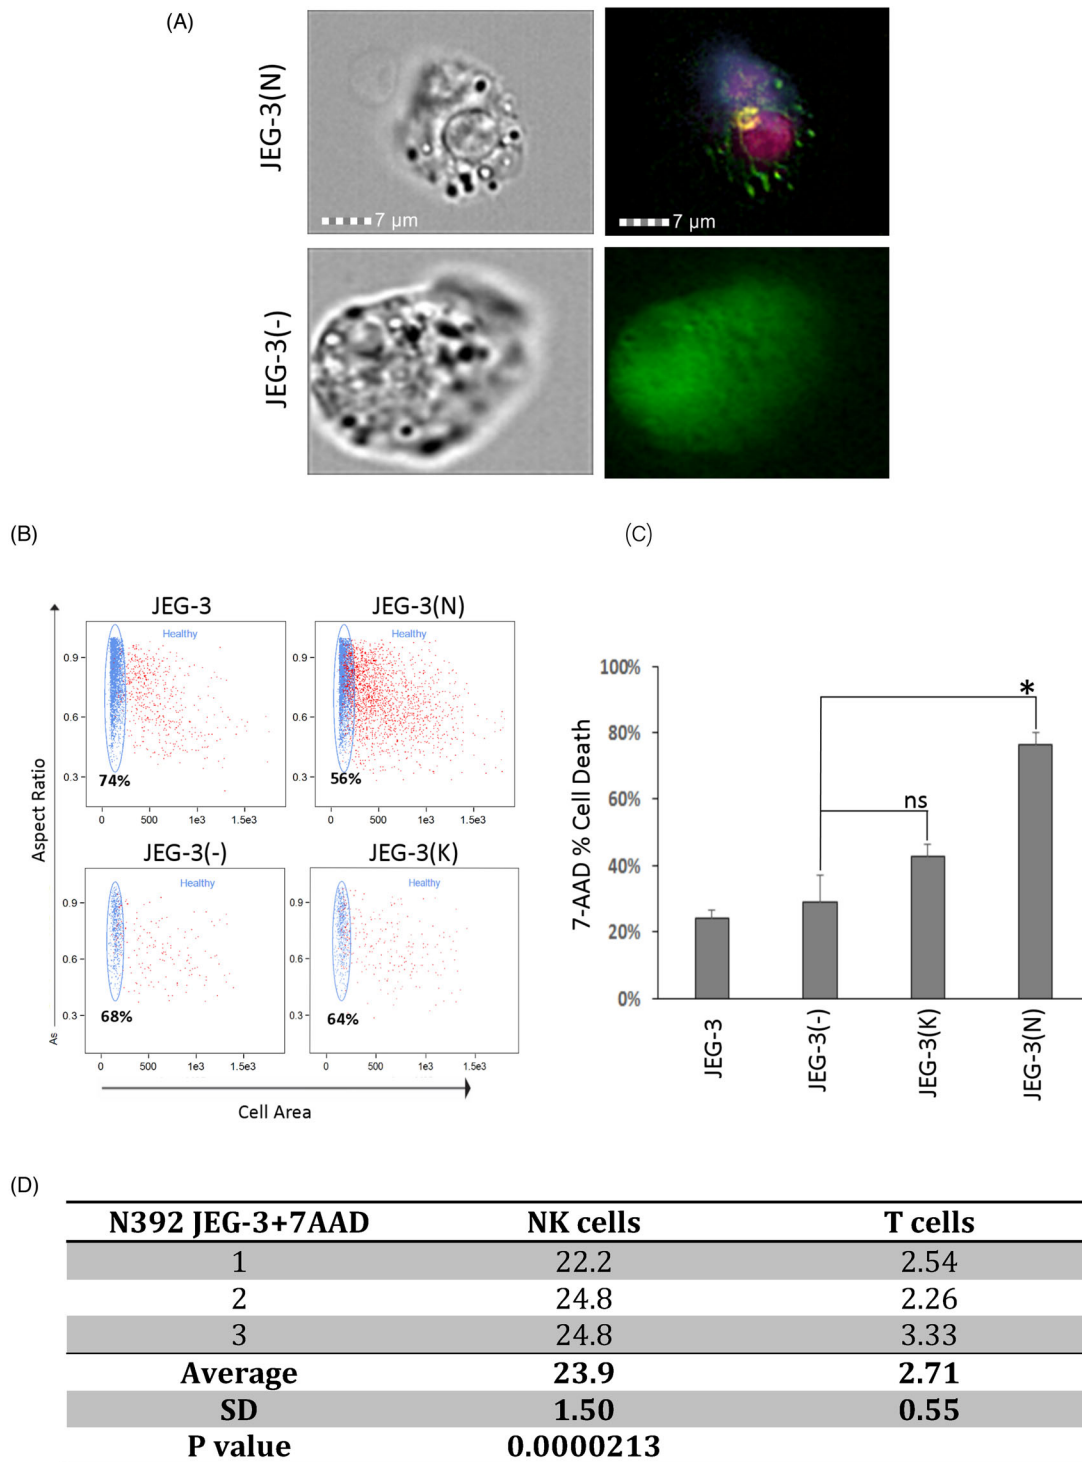 (A)
JEG-3(N)
7 µm
7 µm
JEG-3(-)
(B)
JEG-3
JEG-3(N)
Healthy
Healthy
0.9
0.6
0.3
74%
0.9
0.6
0.3
56%
0 500 1e3 1.5e3
0 500 1e3 1.5e3
JEG-3(-)
JEG-3(K)
Healthy
Healthy
0.9
0.6
0.3
68%
0.9
0.6
0.3
64%
0 500 1e3 1.5e3
0 500 1e3 1.5e3
Aspect Ratio
As
Cell Area
(C)
7-AAD % Cell Death
100%
80%
60%
40%
20%
0%
*
ns
JEG-3
JEG-3(-)
JEG-3(K)
JEG-3(N)
(D)
N392 JEG-3+7AAD NK cells T cells
1 22.2 2.54
2 24.8 2.26
3 24.8 3.33
Average 23.9 2.71
SD 1.50 0.55
P value 0.0000213